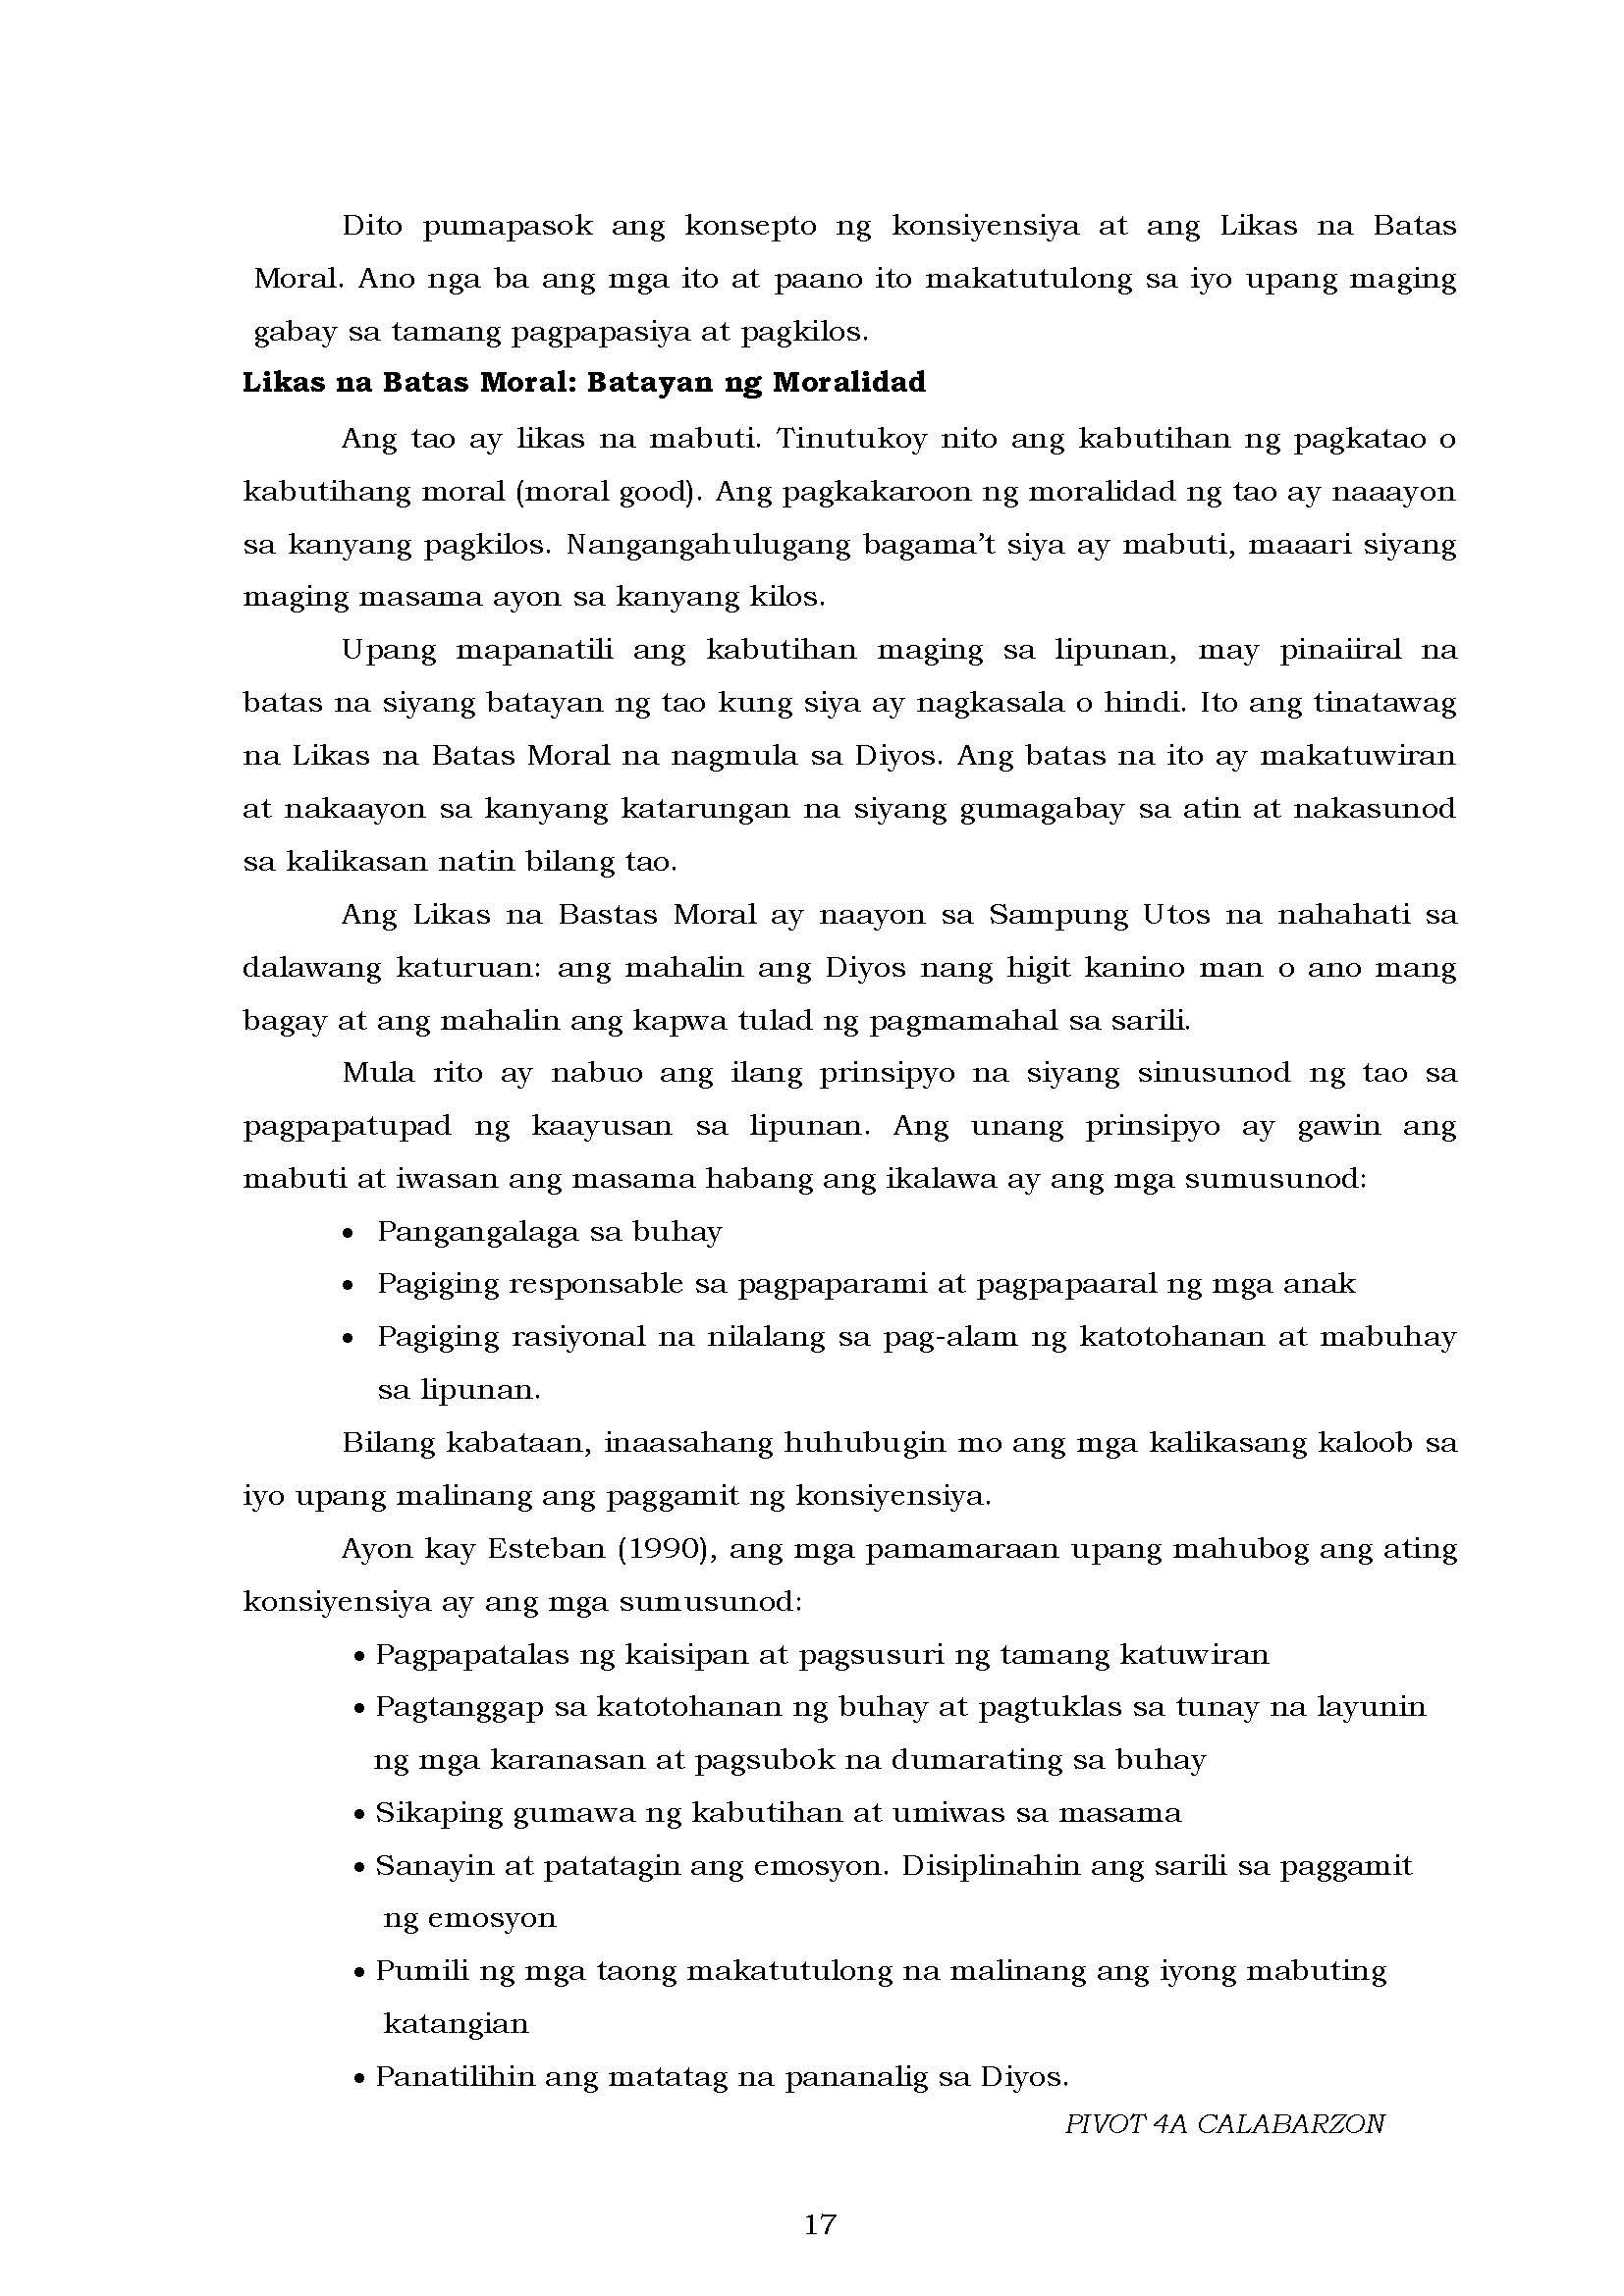 Dito pumapasok ang konsepto ng konsiyensiya at ang Likas na Batas
Moral. Ano nga ba ang mga ito at paano ito makatutulong sa iyo upang maging
gabay sa tamang pagpapasiya at pagkilos.
Likas na Batas Moral: Batayan ng Moralidad
Ang tao ay likas na mabuti. Tinutukoy nito ang kabutihan ng pagkatao o
kabutihang moral (moral good). Ang pagkakaroon ng moralidad ng tao ay naaayon
sa kanyang pagkilos. Nangangahulugang bagama't siya ay mabuti, maaari siyang
maging masama ayon sa kanyang kilos.
Upang mapanatili ang kabutihan maging sa lipunan, may pinaiiral na
batas na siyang batayan ng tao kung siya ay nagkasala o hindi. Ito ang tinatawag
na Likas na Batas Moral na nagmula sa Diyos. Ang batas na ito ay makatuwiran
at nakaayon sa kanyang katarungan na siyang gumagabay sa atin at nakasunod
sa kalikasan natin bilang tao.
Ang Likas na Bastas Moral ay naayon sa Sampung Utos na nahahati sa
dalawang katuruan: ang mahalin ang Diyos nang higit kanino man o ano mang
bagay at ang mahalin ang kapwa tulad ng pagmamahal sa sarili.
Mula rito ay nabuo ang ilang prinsipyo na siyang sinusunod ng tao sa
pagpapatupad ng kaayusan sa lipunan. Ang unang prinsipyo ay gawin ang
mabuti at iwasan ang masama habang ang ikalawa ay ang mga sumusunod:
• Pangangalaga sa buhay
• Pagiging responsable sa pagpaparami at pagpapaaral ng mga anak
• Pagiging rasiyonal na nilalang sa pag-alam ng katotohanan at mabuhay
sa lipunan.
Bilang kabataan, inaasahang huhubugin mo ang mga kalikasang kaloob sa
iyo upang malinang ang paggamit ng konsiyensiya.
Ayon kay Esteban (1990), ang mga pamamaraan upang mahubog ang ating
konsiyensiya ay ang mga sumusunod:
• Pagpapatalas ng kaisipan at pagsusuri ng tamang katuwiran
• Pagtanggap sa katotohanan ng buhay at pagtuklas sa tunay na layunin
ng mga karanasan at pagsubok na dumarating sa buhay
• Sikaping gumawa ng kabutihan at umiwas sa masama
• Sanayin at patatagin ang emosyon. Disiplinahin ang sarili sa paggamit
ng emosyon
• Pumili ng mga taong makatutulong na malinang ang iyong mabuting
katangian
• Panatilihin ang matatag na pananalig sa Diyos.
PIVOT 4A CALABARZON
17